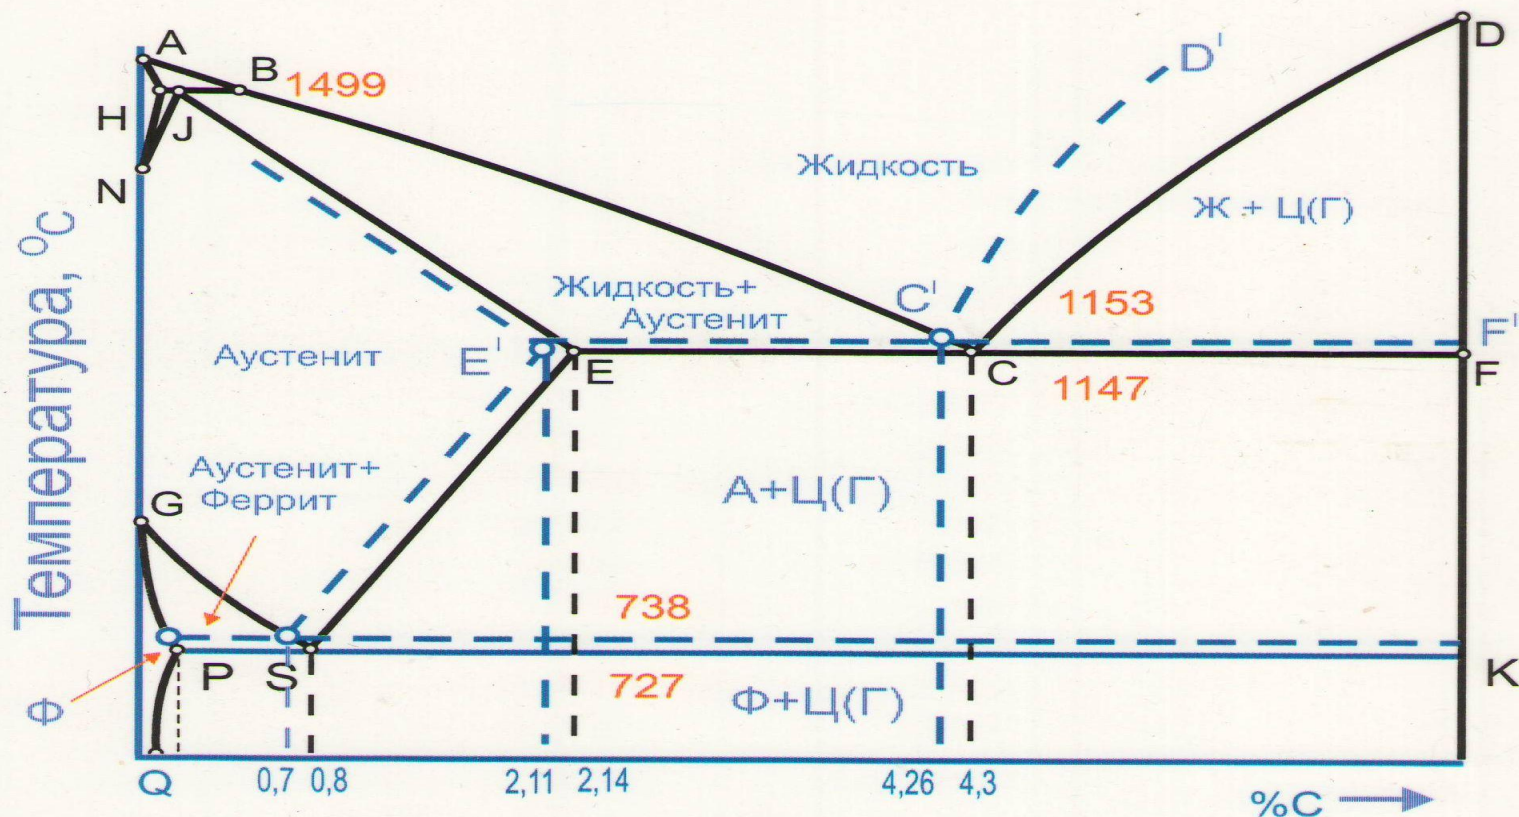 A
B
1499
D
D'
H
J
N
Жидкость
Ж + Ц(Г)
Температура, °С
Жидкость+
Аустенит
C'
1153
F'
Аустенит
E'
E
C
1147
F
Аустенит+
Феррит
А+Ц(Г)
G
738
P
S
727
K
Ф
Ф+Ц(Г)
Q
0,7
0,8
2,11
2,14
4,26
4,3
%C